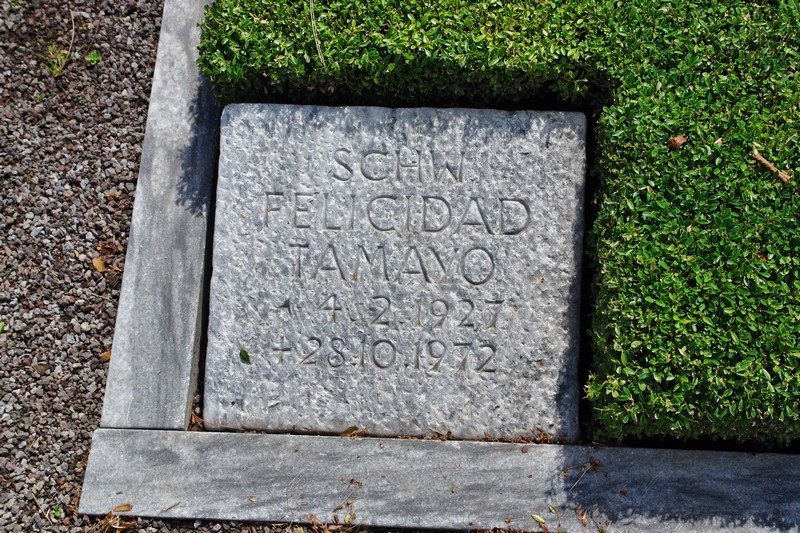 SCHW.
FELICIDAD
TAMAYO
* 4.2.1927
+ 28.10.1972